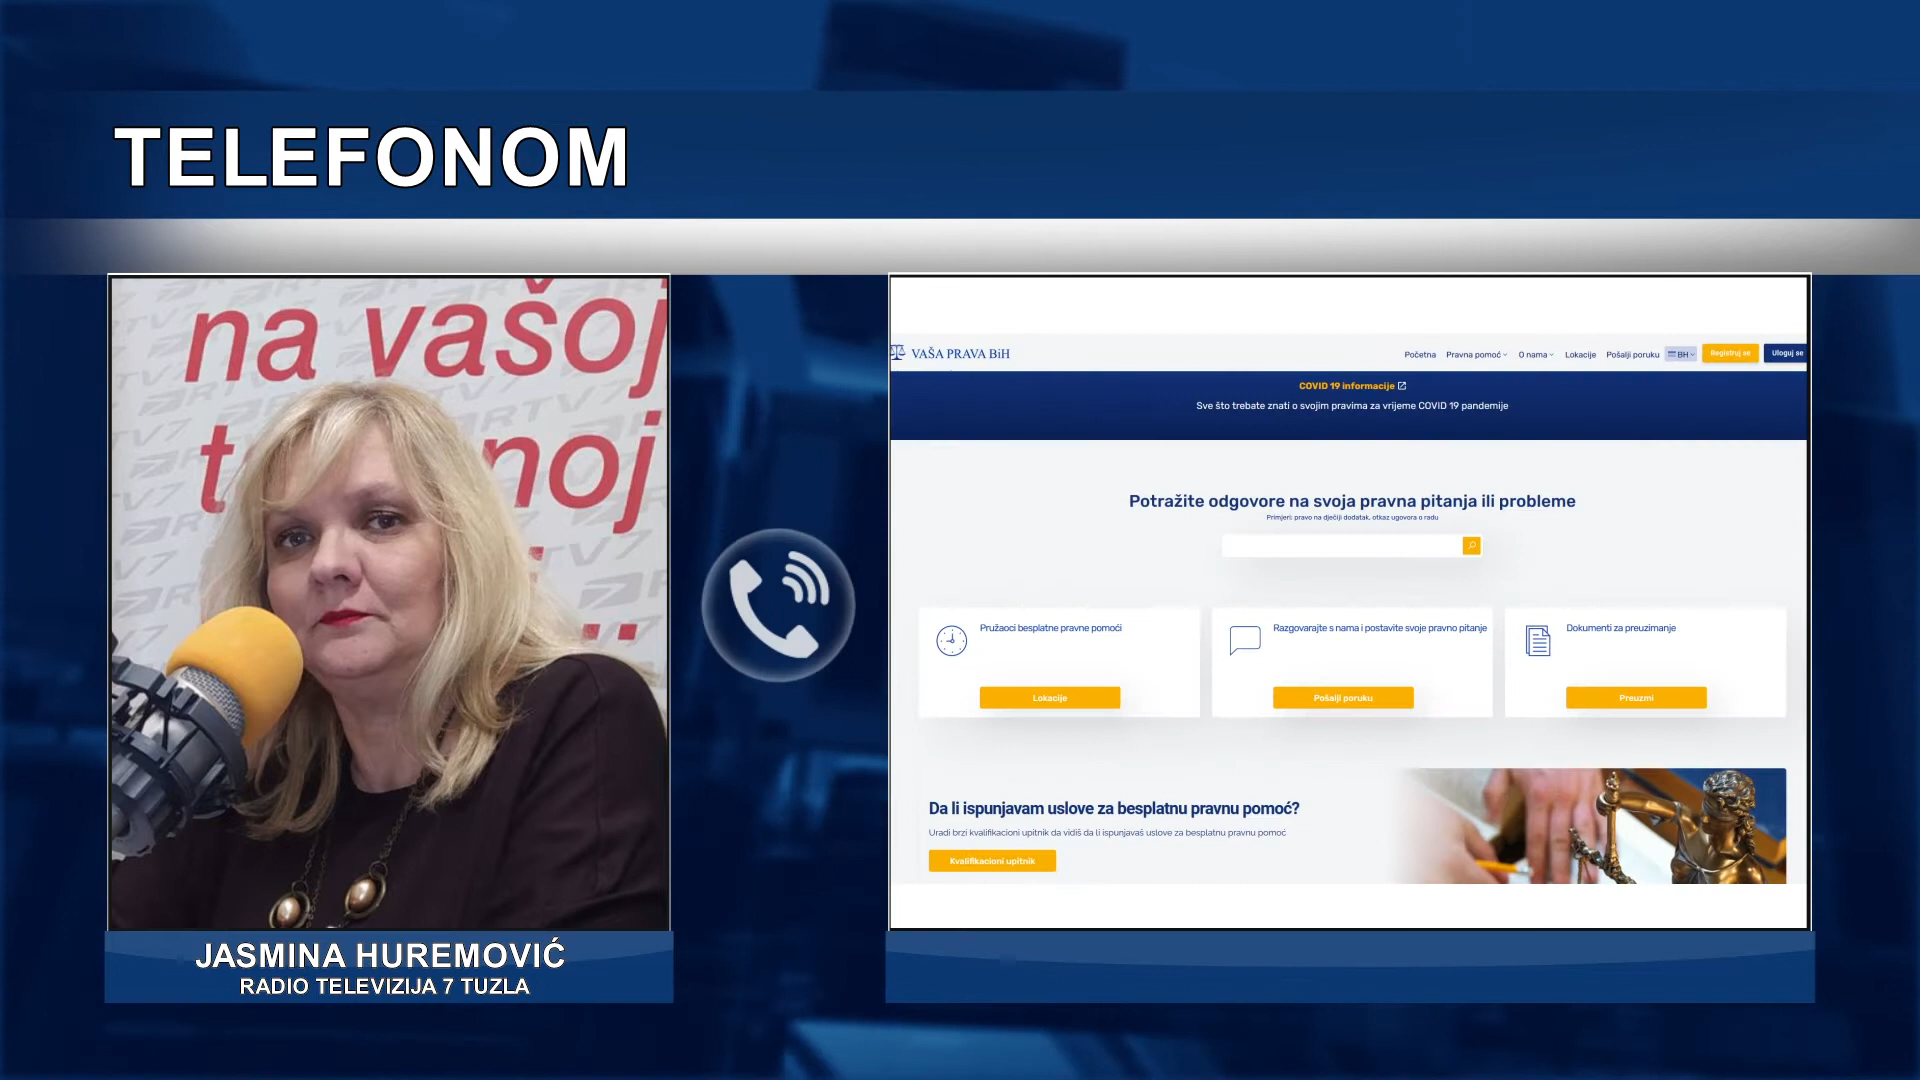 TELEFONOM
na vašoj
t noj
RTV7
VAŠA PRAVA BiH
Početna Pravna pomoć O nama Lokacije Pošalji poruku BH Registruj se Uloguj se
COVID 19 informacije
Sve što trebate znati o svojim pravima za vrijeme COVID 19 pandemije
Potražite odgovore na svoja pravna pitanja ili probleme
Primjeri: pravo na dječiji dodatak, otkaz ugovora o radu
Pružaoci besplatne pravne pomoći
Lokacije
Razgovarajte s nama i postavite svoje pravno pitanje
Pošalji poruku
Dokumenti za preuzimanje
Preuzmi
Da li ispunjavam uslove za besplatnu pravnu pomoć?
Uradi brzi kvalifikacioni upitnik da vidiš da li ispunjavaš uslove za besplatnu pravnu pomoć
Kvalifikacioni upitnik
JASMINA HUREMOVIĆ
RADIO TELEVIZIJA 7 TUZLA